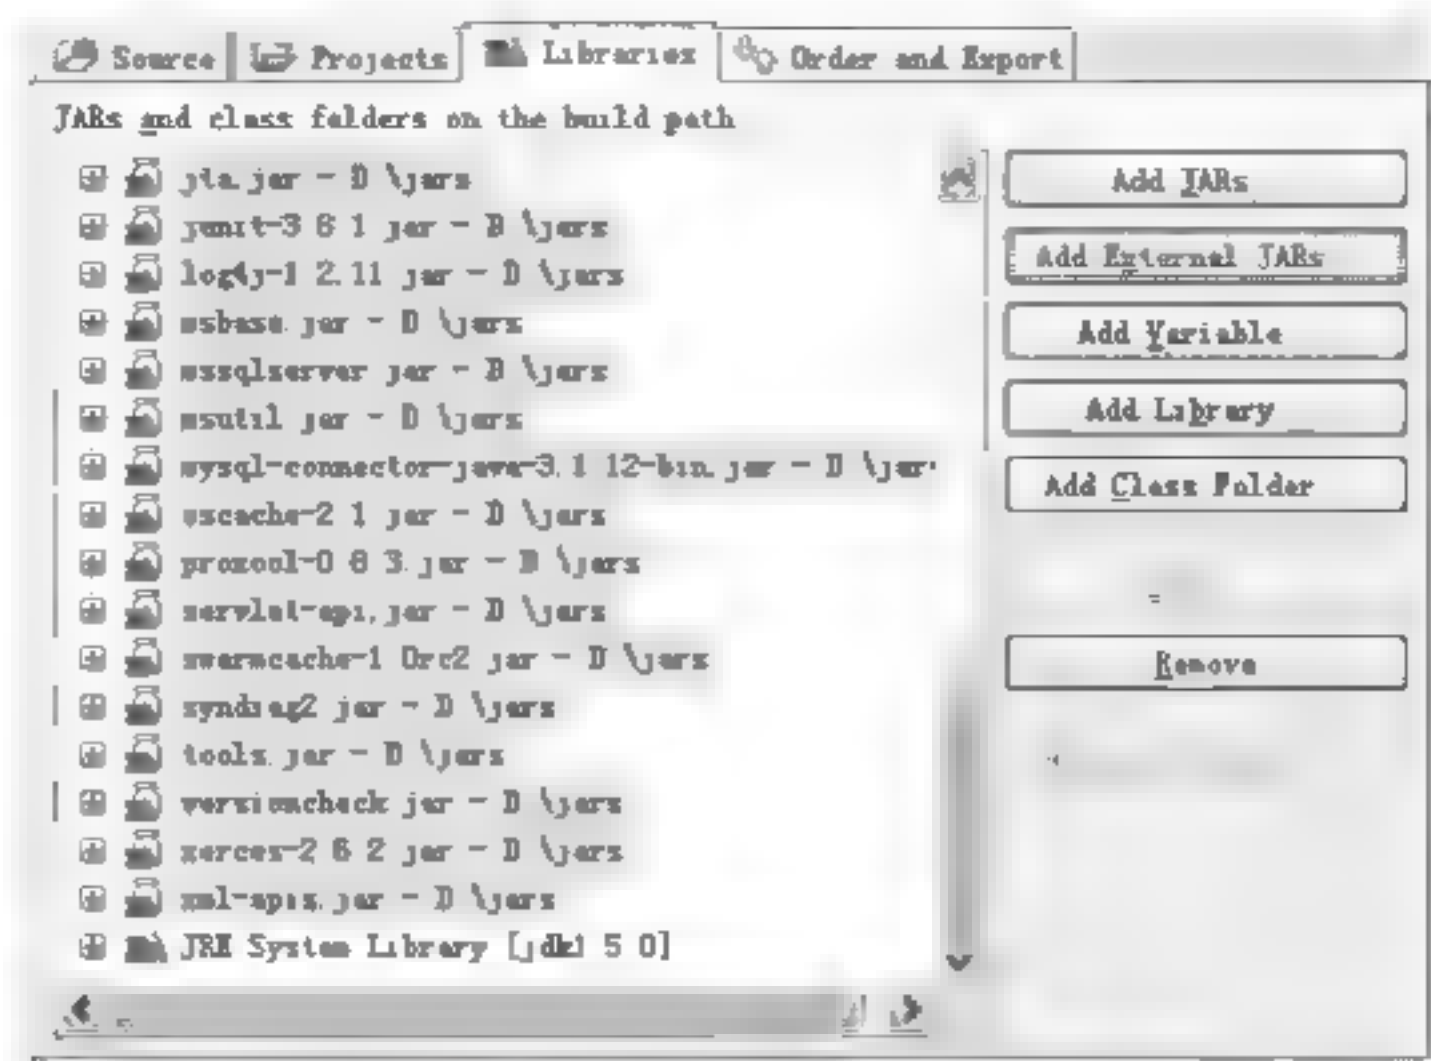 Source Projects Libraries Order and Export
JARs and class folders on the build path
jta.jar - D \jars
junit-3 8 1 jar - D \jars
log4j-1 2.11 jar - D \jars
msbase.jar - D \jars
mssqlserver jar - D \jars
msutil jar - D \jars
mysql-connector-java-3.1 12-bin.jar - D \jar
oscache-2 1 jar - D \jars
proxool-0 8 3.jar - D \jars
servlet-api.jar - D \jars
swarmcache-1 0rc2 jar - D \jars
syndiag2 jar - D \jars
tools.jar - D \jars
versioncheck jar - D \jars
xerces-2 6 2 jar - D \jars
xml-apis.jar - D \jars
JRE System Library [jdk1 5 0]
Add JARs
Add External JARs
Add Variable
Add Library
Add Class Folder
Remove